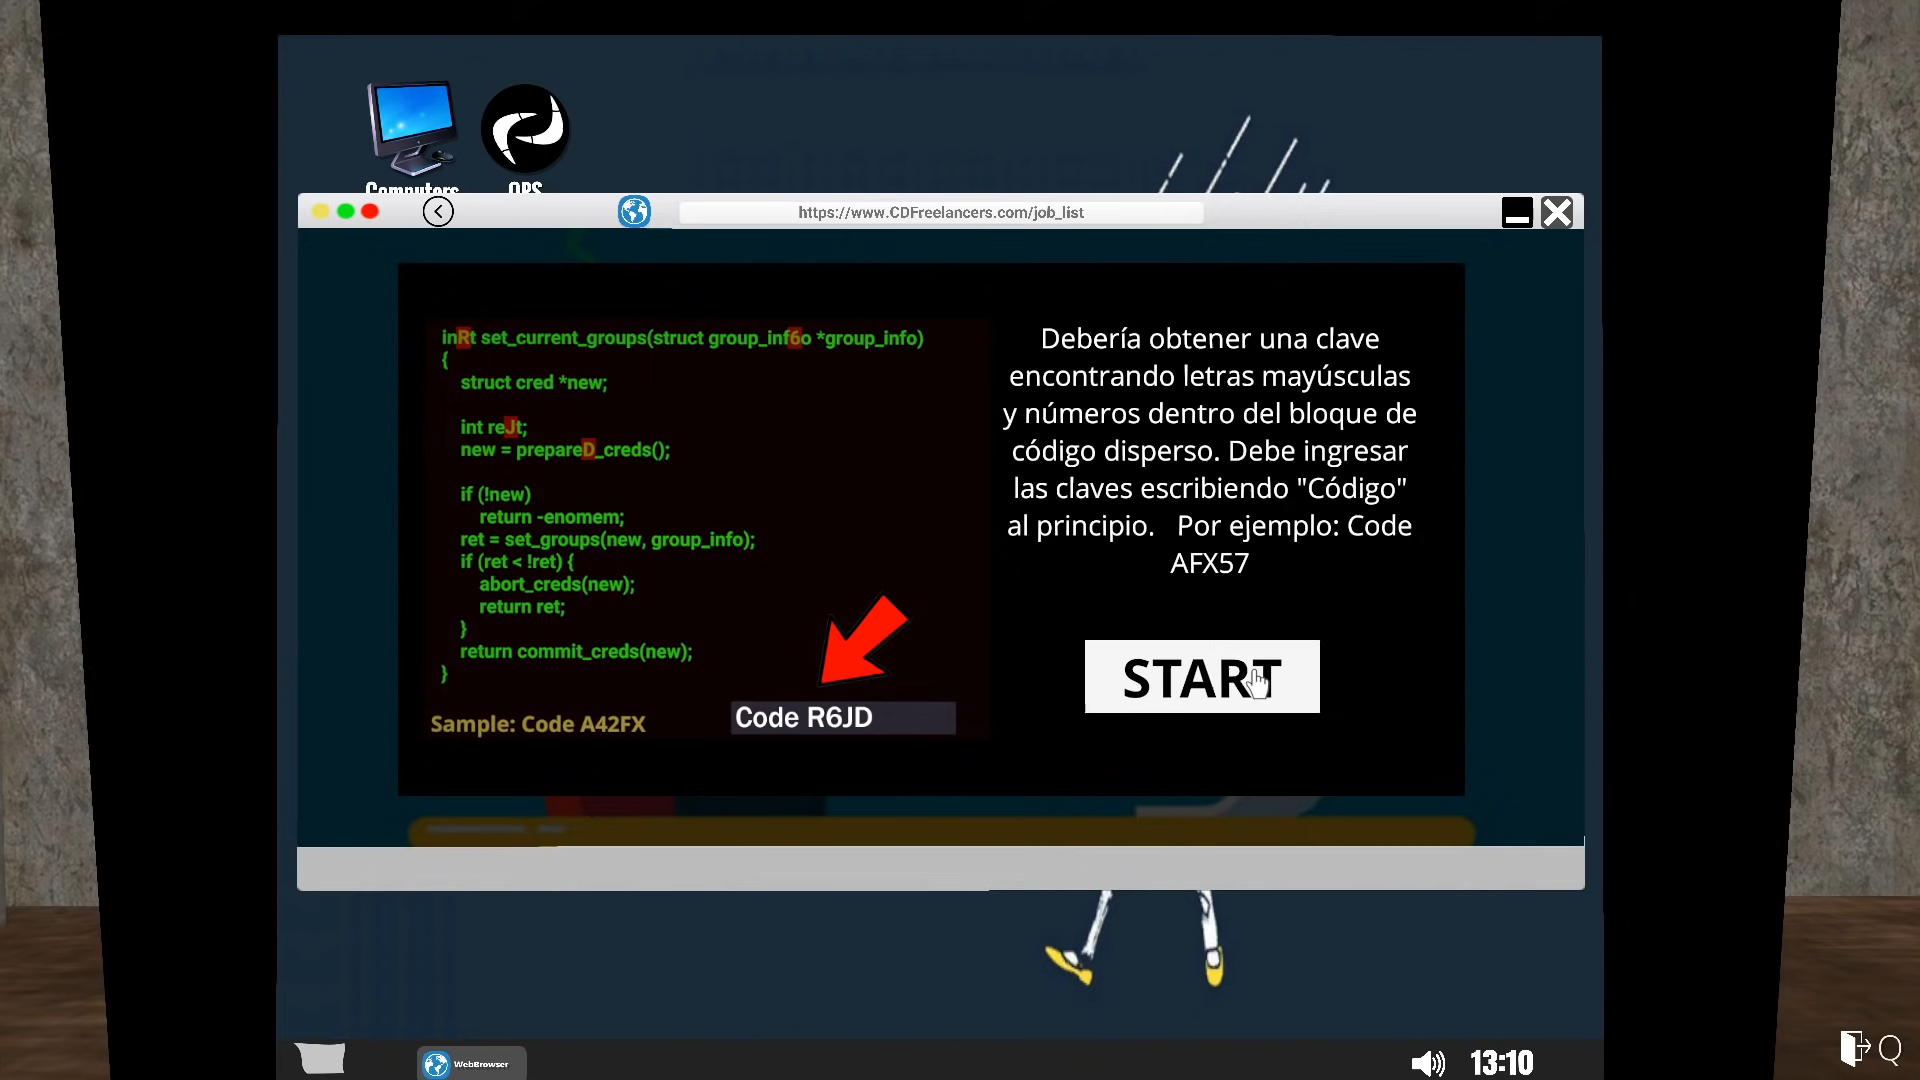 Computers
OPS
https://www.CDFreelancers.com/job_list
inRt set_current_groups(struct group_inf6o *group_info)
{
struct cred *new;
int reJt;
new = prepareD_creds();
if (!new)
return -enomem;
ret = set_groups(new, group_info);
if (ret < !ret) {
abort_creds(new);
return ret;
}
return commit_creds(new);
}
Sample: Code A42FX
Code R6JD
Debería obtener una clave
encontrando letras mayúsculas
y números dentro del bloque de
código disperso. Debe ingresar
las claves escribiendo "Código"
al principio.   Por ejemplo: Code
AFX57
START
WebBrowser
13:10
Q